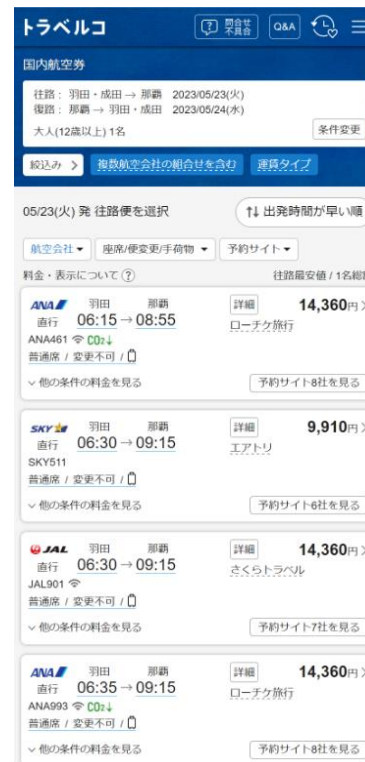 トラベルコ
? 問合せ 不具合
Q&A
国内航空券
往路： 羽田・成田 → 那覇 2023/05/23(火)
復路： 那覇 → 羽田・成田 2023/05/24(水)
大人(12歳以上) 1名
条件変更
絞込み
複数航空会社の組合せを含む
運賃タイプ
05/23(火) 発 往路便を選択
↑↓ 出発時間が早い順
航空会社▼
座席/便変更/手荷物 ▼
予約サイト▼
料金・表示について ?
往路最安値 / 1名総額
ANA 羽田 那覇 詳細 14,360円
直行 06:15 → 08:55 ローチケ旅行
ANA461 CO2↓
普通席 / 変更不可 /
他の条件の料金を見る 予約サイト8社を見る
SKY 羽田 那覇 詳細 9,910円
直行 06:30 → 09:15 エアトリ
SKY511
普通席 / 変更不可 /
他の条件の料金を見る 予約サイト6社を見る
JAL 羽田 那覇 詳細 14,360円
直行 06:30 → 09:15 さくらトラベル
JAL901
普通席 / 変更不可 /
他の条件の料金を見る 予約サイト7社を見る
ANA 羽田 那覇 詳細 14,360円
直行 06:35 → 09:15 ローチケ旅行
ANA993 CO2↓
普通席 / 変更不可 /
他の条件の料金を見る 予約サイト8社を見る